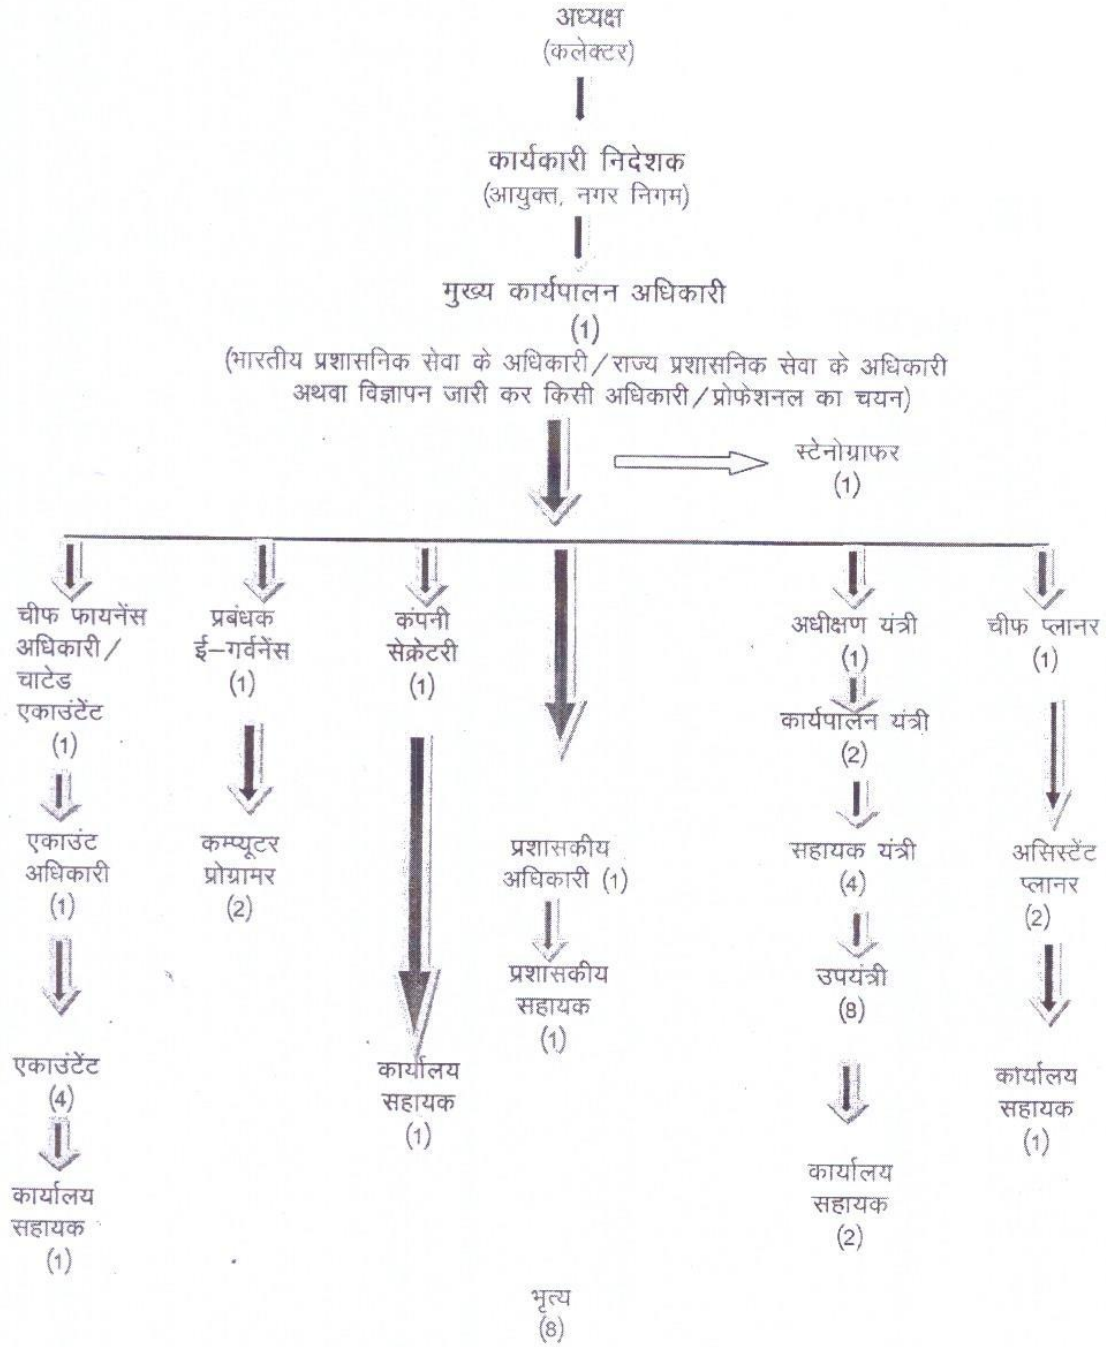 अध्यक्ष
(कलेक्टर)
कार्यकारी निदेशक
(आयुक्त, नगर निगम)
मुख्य कार्यपालन अधिकारी
(1)
(भारतीय प्रशासनिक सेवा के अधिकारी/राज्य प्रशासनिक सेवा के अधिकारी
अथवा विज्ञापन जारी कर किसी अधिकारी/प्रोफेशनल का चयन)
स्टेनोग्राफर
(1)
चीफ फायनेंस
अधिकारी/
चाटेड
एकाउंटेंट
(1)
एकाउंट
अधिकारी
(1)
एकाउंटेंट
(4)
कार्यालय
सहायक
(1)
प्रबंधक
ई–गर्वनेंस
(1)
कम्प्यूटर
प्रोग्रामर
(2)
कंपनी
सेक्रेटरी
(1)
कार्यालय
सहायक
(1)
प्रशासकीय
अधिकारी (1)
प्रशासकीय
सहायक
(1)
अधीक्षण यंत्री
(1)
कार्यपालन यंत्री
(2)
सहायक यंत्री
(4)
उपयंत्री
(8)
कार्यालय
सहायक
(2)
चीफ प्लानर
(1)
असिस्टेंट
प्लानर
(2)
कार्यालय
सहायक
(1)
भृत्य
(8)